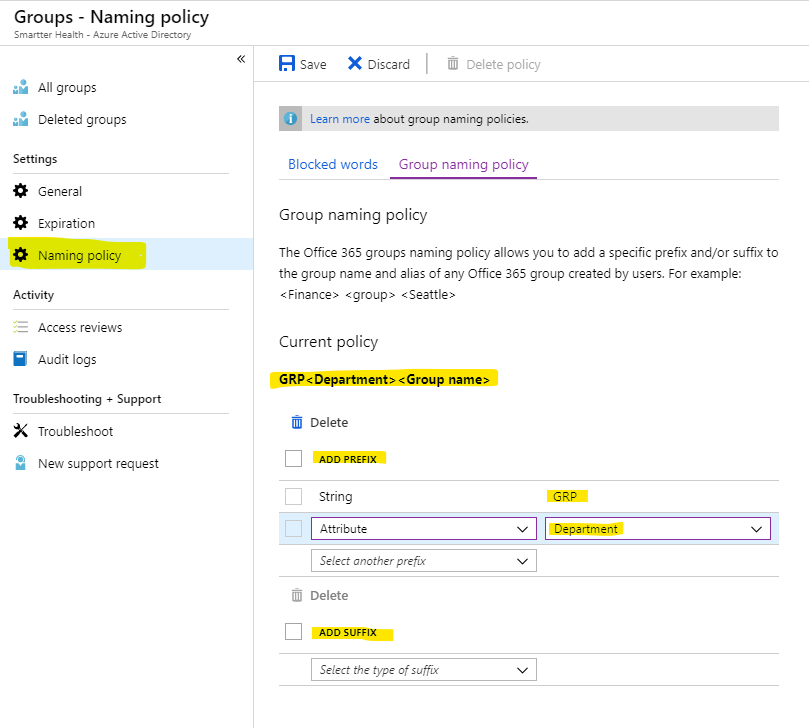 Groups - Naming policy
Smartter Health - Azure Active Directory
«
All groups
Deleted groups
Settings
General
Expiration
Naming policy
Activity
Access reviews
Audit logs
Troubleshooting + Support
Troubleshoot
New support request
Save Discard Delete policy
Learn more about group naming policies.
Blocked words Group naming policy
Group naming policy
The Office 365 groups naming policy allows you to add a specific prefix and/or suffix to
the group name and alias of any Office 365 group created by users. For example:
<Finance> <group> <Seattle>
Current policy
GRP<Department><Group name>
Delete
ADD PREFIX
String GRP
Attribute Department
Select another prefix
Delete
ADD SUFFIX
Select the type of suffix